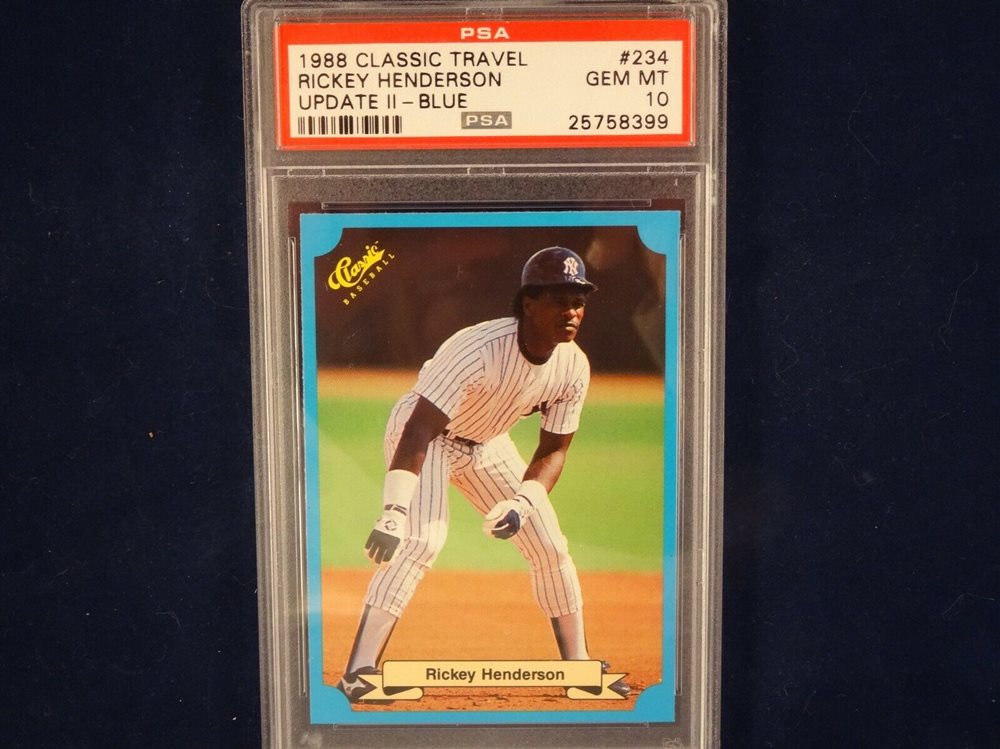 PSA
1988 CLASSIC TRAVEL #234
RICKEY HENDERSON GEM MT
UPDATE II - BLUE 10
PSA 25758399
Classic
BASEBALL
NY
Rickey Henderson